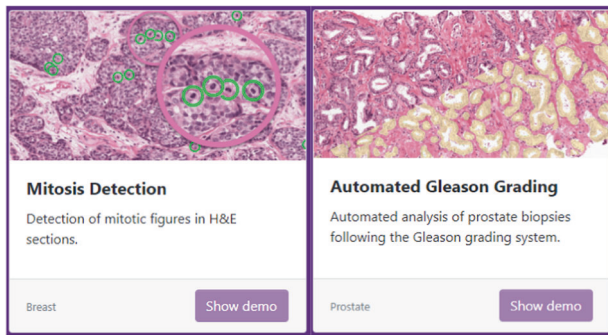 Mitosis Detection
Detection of mitotic figures in H&E
sections.
Breast
Show demo
Automated Gleason Grading
Automated analysis of prostate biopsies
following the Gleason grading system.
Prostate
Show demo